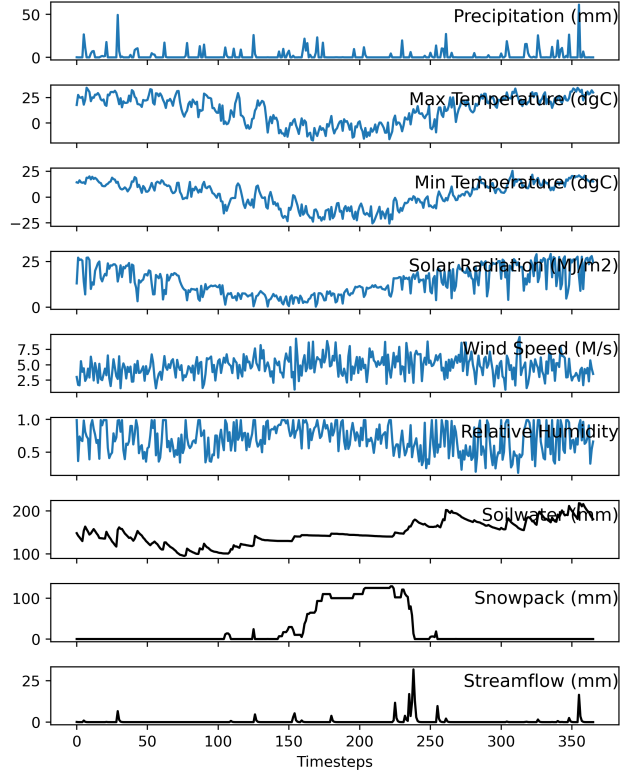 Precipitation (mm)
50
0
Max Temperature (dgC)
25
0
Min Temperature (dgC)
25
0
−25
Solar Radiation (MJ/m2)
25
0
Wind Speed (M/s)
7.5
5.0
2.5
Relative Humidity
1.0
0.5
Soilwater (mm)
200
100
Snowpack (mm)
100
0
Streamflow (mm)
25
0
0 50 100 150 200 250 300 350
Timesteps